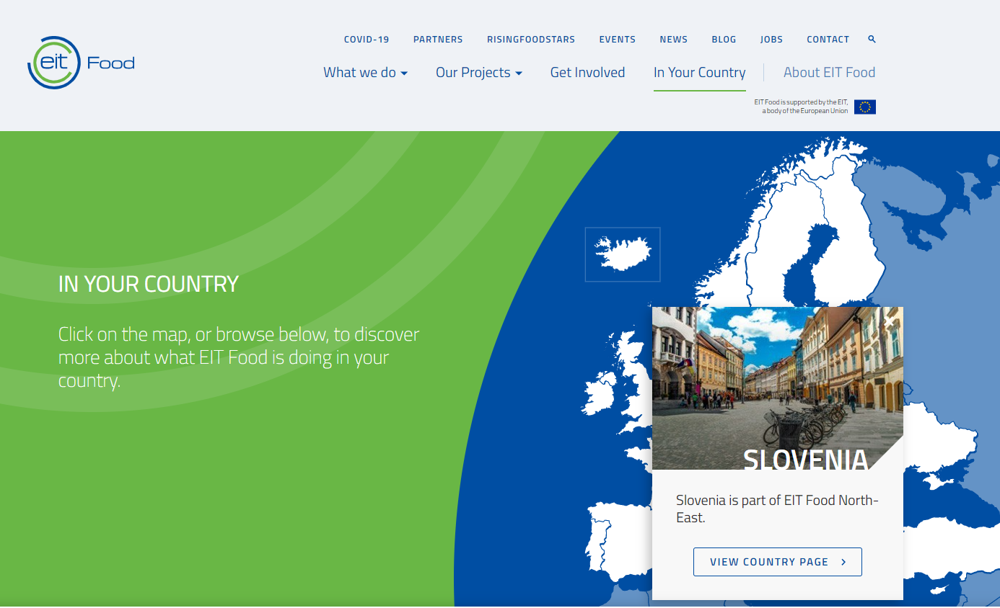 eit Food
COVID-19 PARTNERS RISINGFOODSTARS EVENTS NEWS BLOG JOBS CONTACT
What we do Our Projects Get Involved In Your Country About EIT Food
EIT Food is supported by the EIT,
a body of the European Union
IN YOUR COUNTRY
Click on the map, or browse below, to discover
more about what EIT Food is doing in your
country.
SLOVENIA
Slovenia is part of EIT Food North-
East.
VIEW COUNTRY PAGE